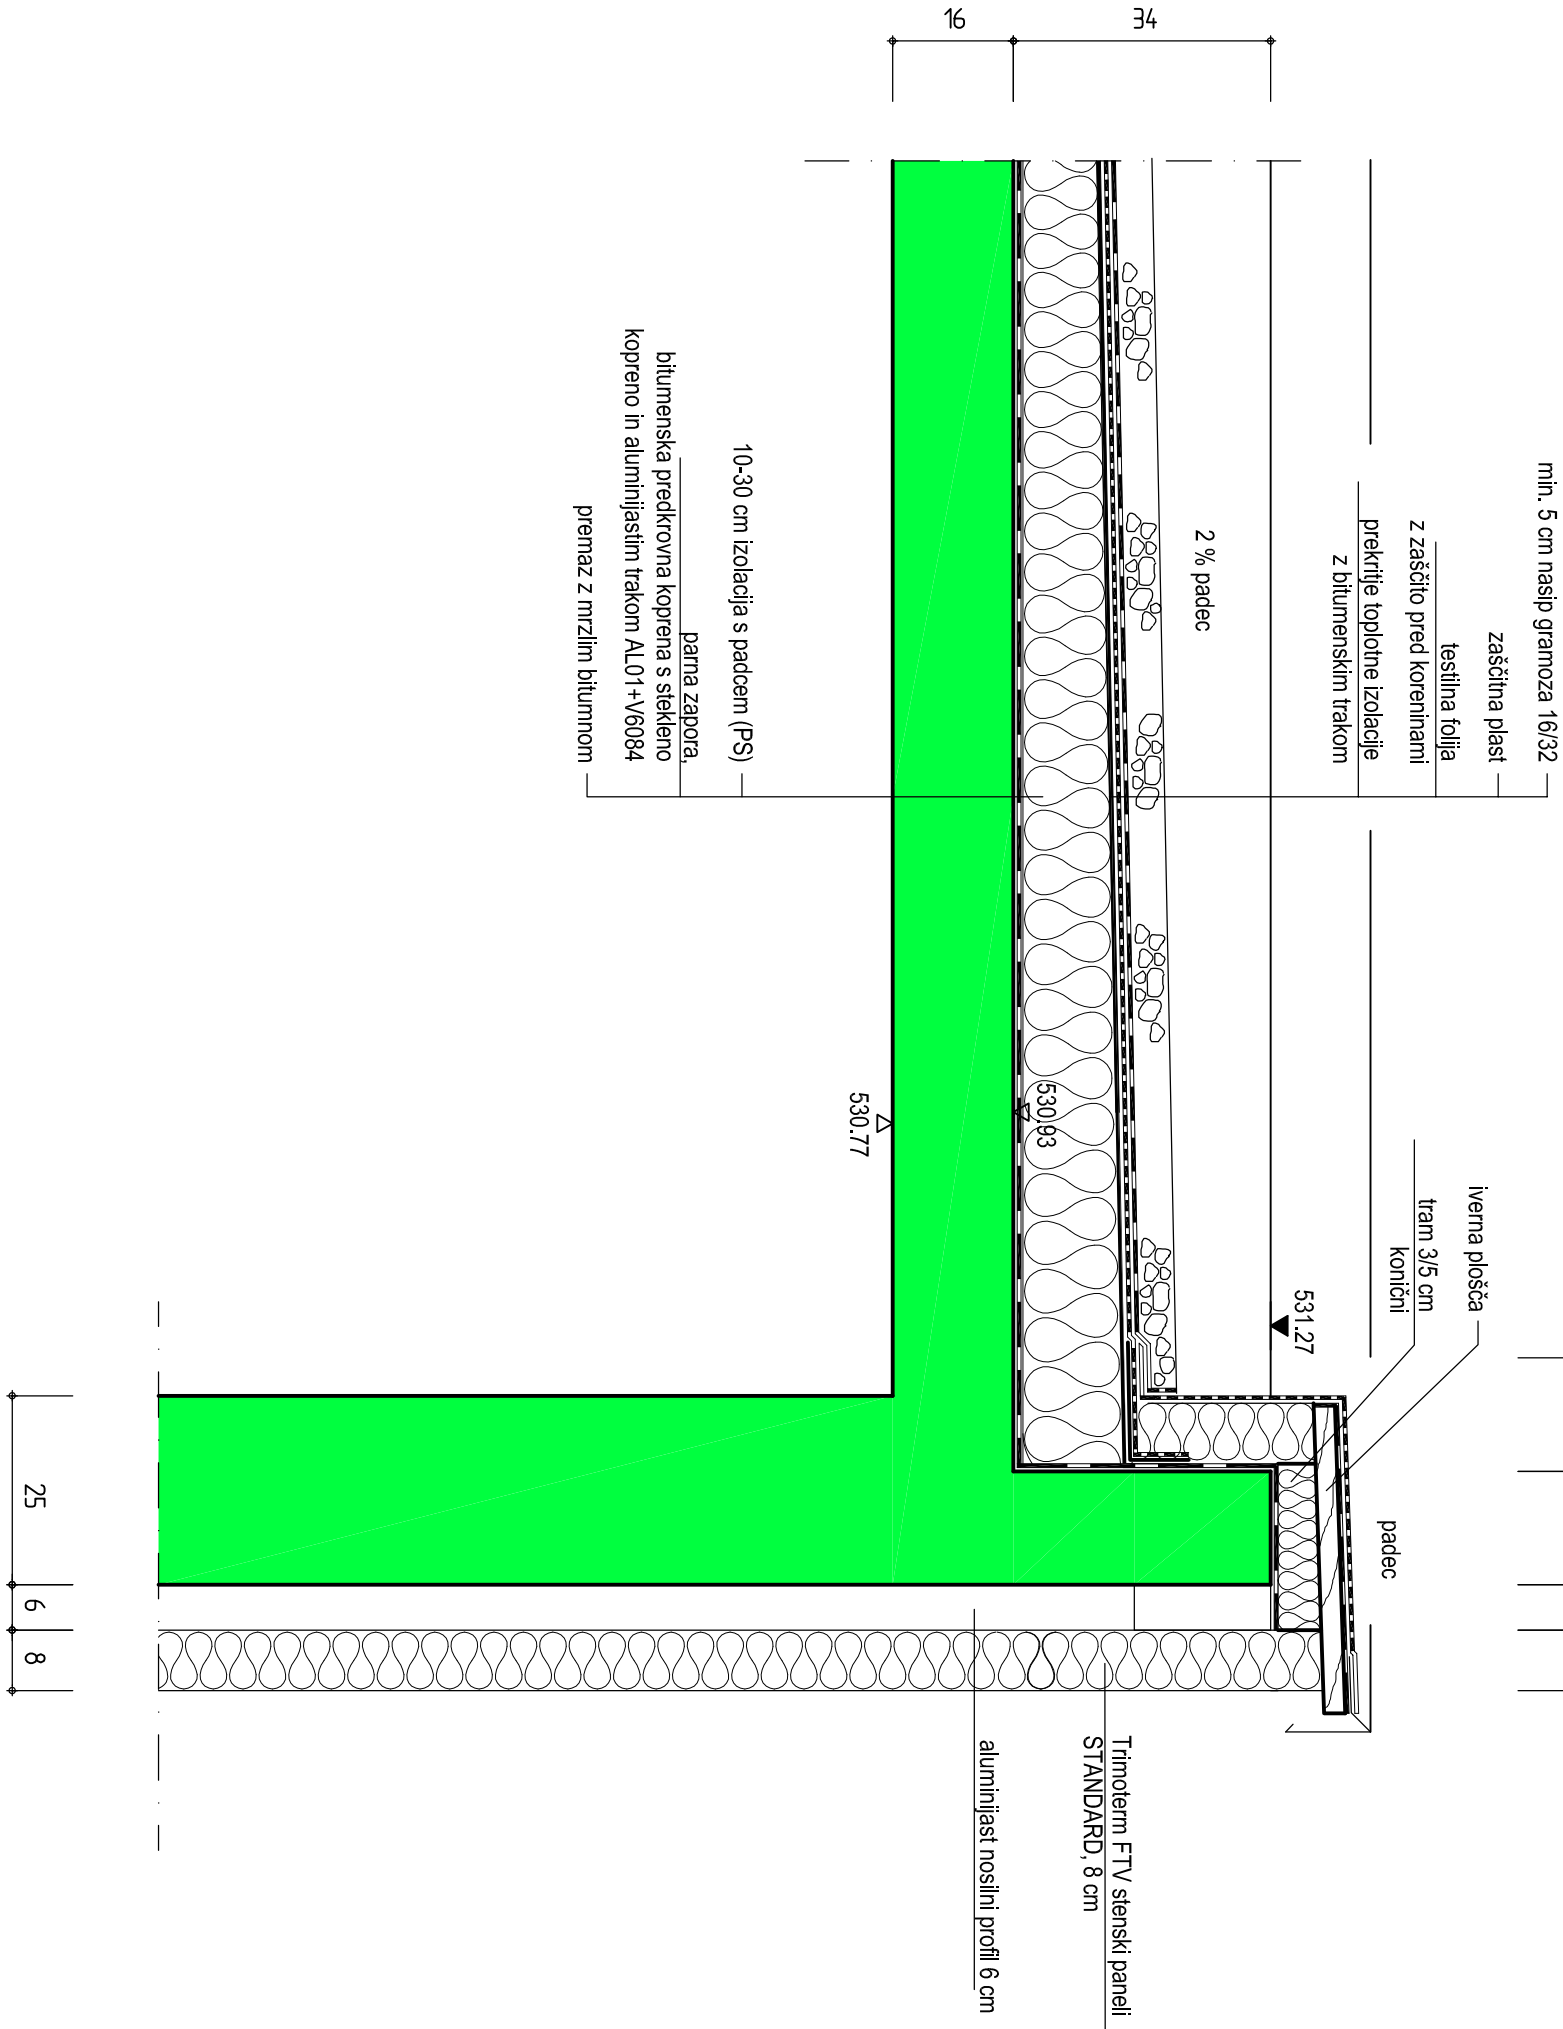 min. 5 cm nasip gramoza 16/32
zaščitna plast
testilna folija
z zaščito pred koreninami
prekritje toplotne izolacije
z bitumenskim trakom
2 % padec
10-30 cm izolacija s padcem (PS)
parna zapora,
bitumenska predkrovna koprena s stekleno
kopreno in aluminijastim trakom AL01+V6084
premaz z mrzlim bitumnom
iverna plošča
tram 3/5 cm
konični
531.27
530.93
530.77
padec
Trimoterm FTV stenski paneli
STANDARD, 8 cm
aluminijast nosilni profil 6 cm
34
16
25
6
8